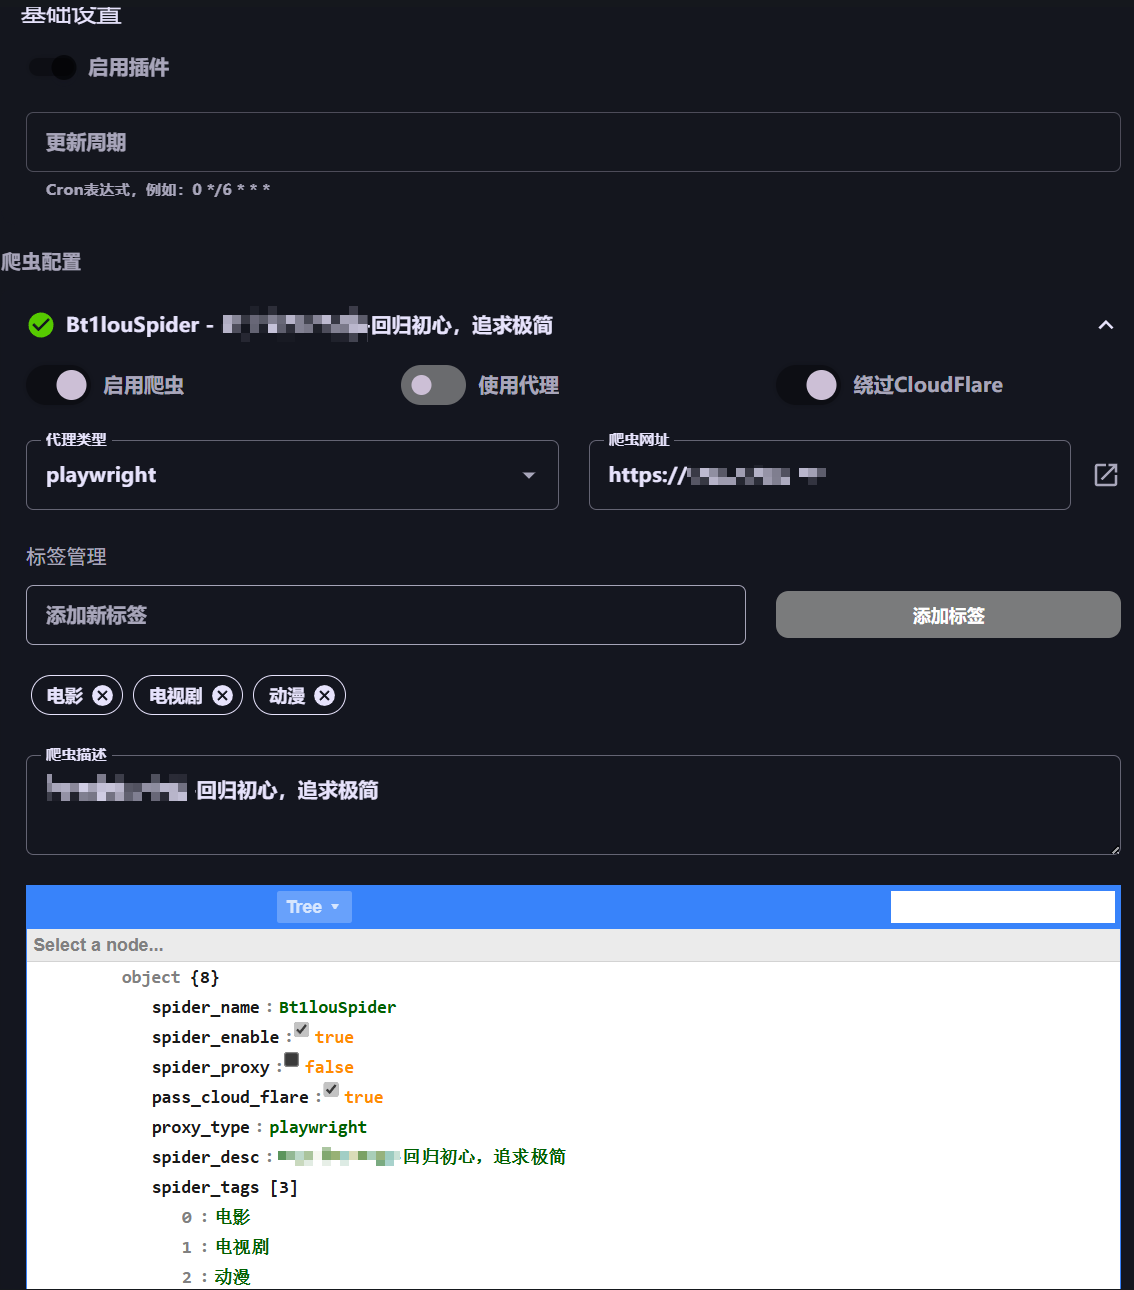 基础设置
启用插件
更新周期
Cron表达式，例如：0 */6 * * *
爬虫配置
Bt1louSpider - 回归初心，追求极简
启用爬虫 使用代理 绕过CloudFlare
代理类型 爬虫网址
playwright https://
标签管理
添加新标签 添加标签
电影 电视剧 动漫
爬虫描述
回归初心，追求极简
Tree
Select a node...
object {8}
spider_name : Bt1louSpider
spider_enable : true
spider_proxy : false
pass_cloud_flare : true
proxy_type : playwright
spider_desc : 回归初心，追求极简
spider_tags [3]
0 : 电影
1 : 电视剧
2 : 动漫